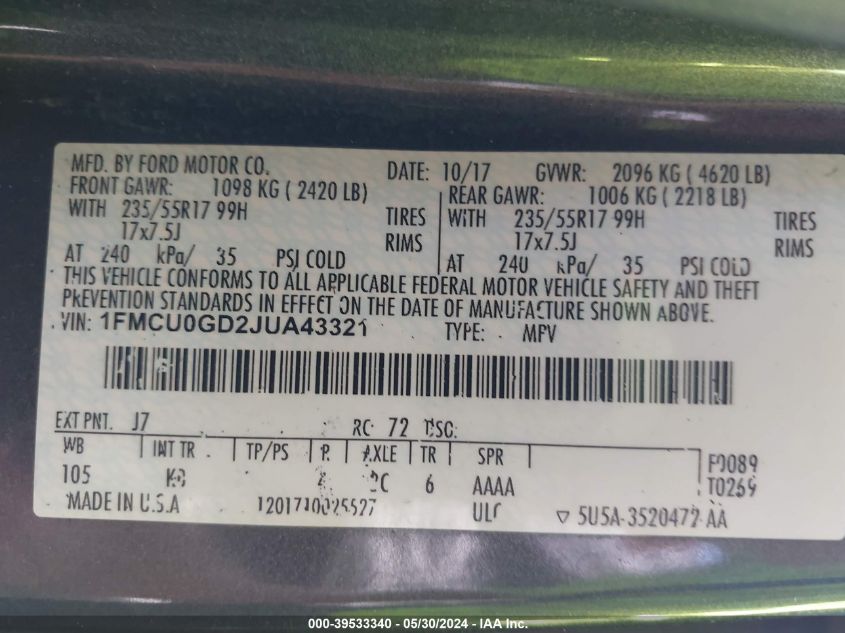 MFD. BY FORD MOTOR CO. DATE: 10/17 GVWR: 2096 KG ( 4620 LB)
FRONT GAWR: 1098 KG ( 2420 LB) REAR GAWR: 1006 KG ( 2218 LB)
WITH 235/55R17 99H TIRES WITH 235/55R17 99H TIRES
17x7.5J RIMS 17x7.5J RIMS
AT 240 kPa/ 35 PSI COLD AT 240 kPa/ 35 PSI COLD
THIS VEHICLE CONFORMS TO ALL APPLICABLE FEDERAL MOTOR VEHICLE SAFETY AND THEFT
PREVENTION STANDARDS IN EFFECT ON THE DATE OF MANUFACTURE SHOWN ABOVE.
VIN: 1FMCU0GD2JUA43321 TYPE: MPV
EXT PNT. J7 RC: 72 DSO:
WB INT TR TP/PS R AXLE TR SPR
105 6 AAAA
F0089
T0269
MADE IN U.S.A ULC 5U5A-3520472-AA
000-39533340 - 05/30/2024 - IAA Inc.